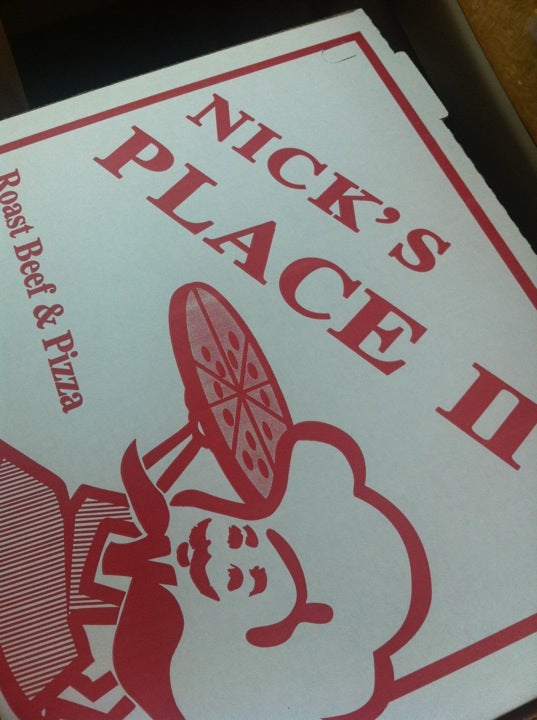 NICK'S
PLACE II
Roast Beef & Pizza